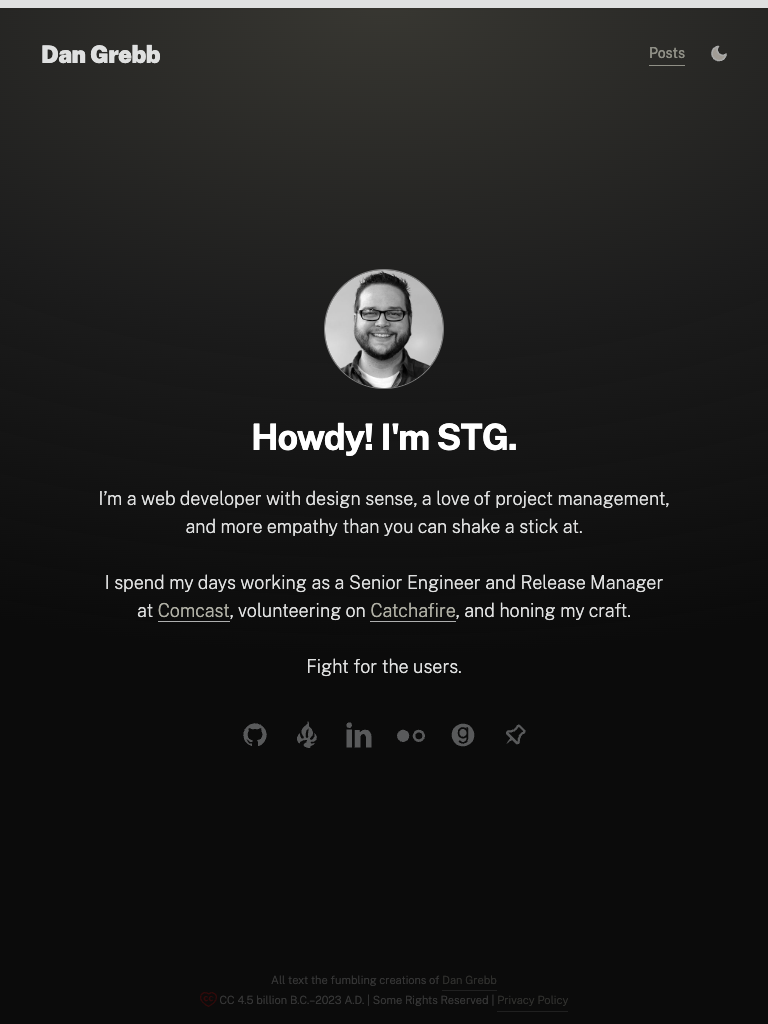 Dan Grebb
Posts
Howdy! I'm STG.
I’m a web developer with design sense, a love of project management,
and more empathy than you can shake a stick at.
I spend my days working as a Senior Engineer and Release Manager
at Comcast, volunteering on Catchafire, and honing my craft.
Fight for the users.
All text the fumbling creations of Dan Grebb
CC 4.5 billion B.C.–2023 A.D. | Some Rights Reserved | Privacy Policy